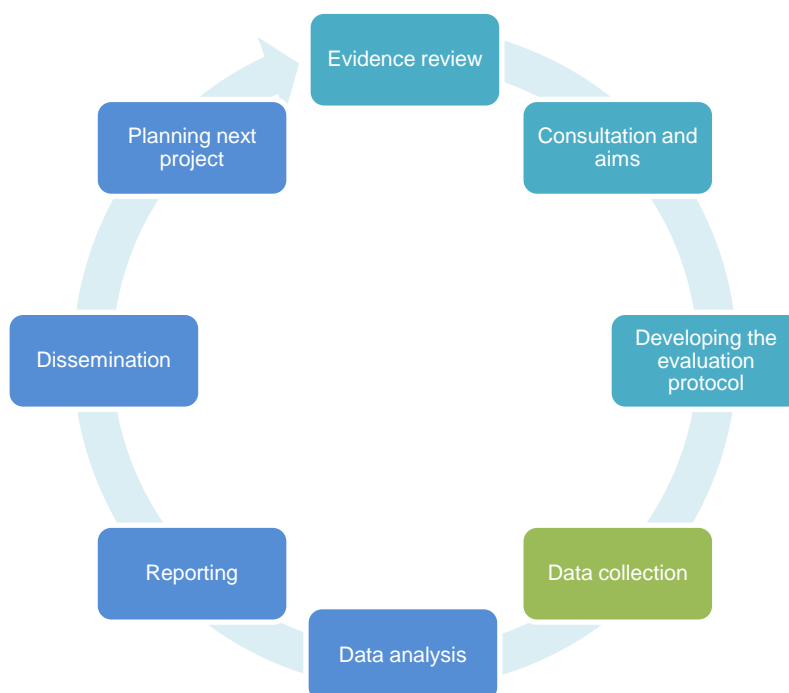 Evidence review
Consultation and
aims
Developing the
evaluation
protocol
Data collection
Data analysis
Reporting
Dissemination
Planning next
project